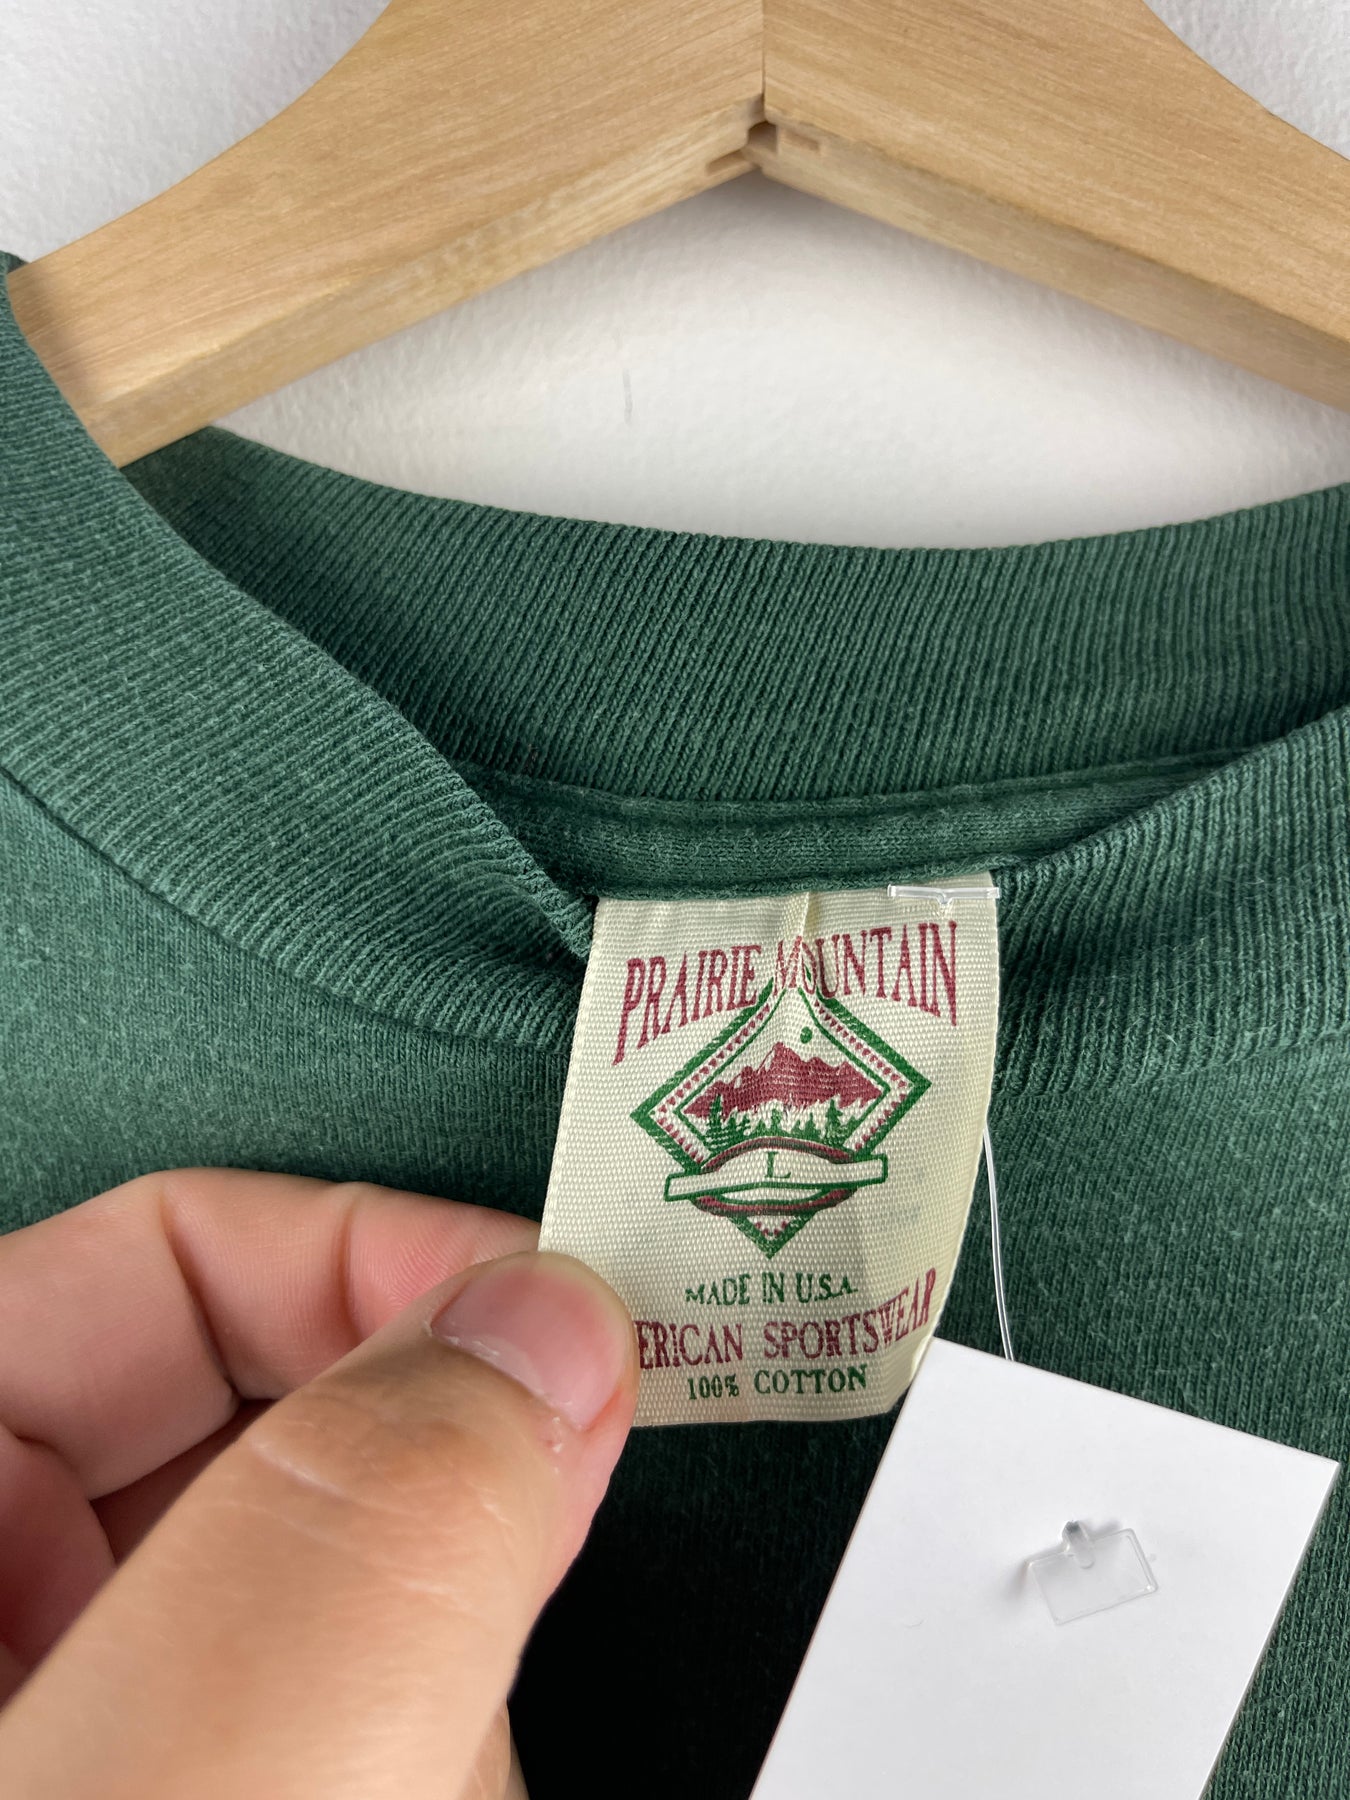 PRAIRIE MOUNTAIN
L
MADE IN U.S.A.
ERICAN SPORTSWEAR
100% COTTON